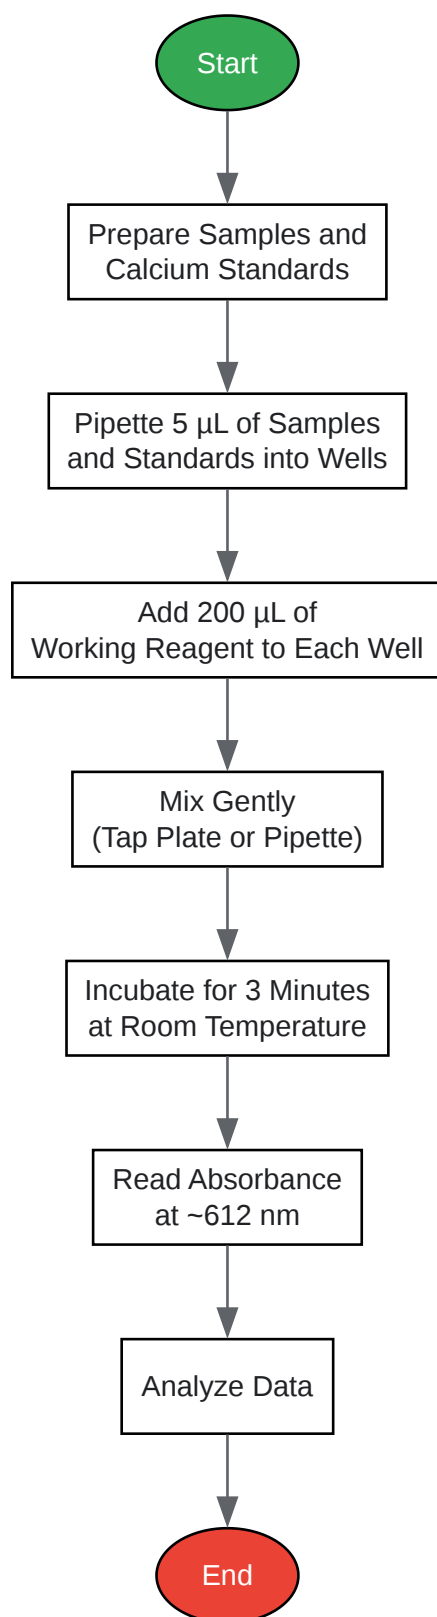 Start
Prepare Samples and
Calcium Standards
Pipette 5 µL of Samples
and Standards into Wells
Add 200 µL of
Working Reagent to Each Well
Mix Gently
(Tap Plate or Pipette)
Incubate for 3 Minutes
at Room Temperature
Read Absorbance
at ~612 nm
Analyze Data
End